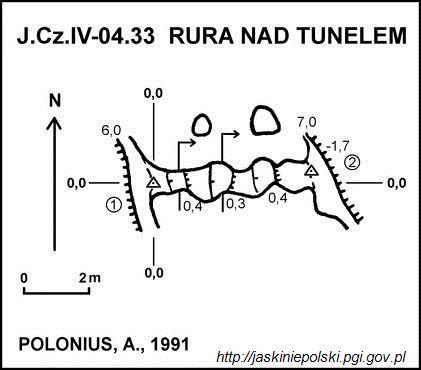 J.Cz.IV-04.33 RURA NAD TUNELEM
N
0,0
6,0
7,0
-1,7
2
0,0
0,0
1
0,4
0,3
0,4
0,0
0
2m
POLONIUS, A., 1991
http://jaskiniepolski.pgi.gov.pl